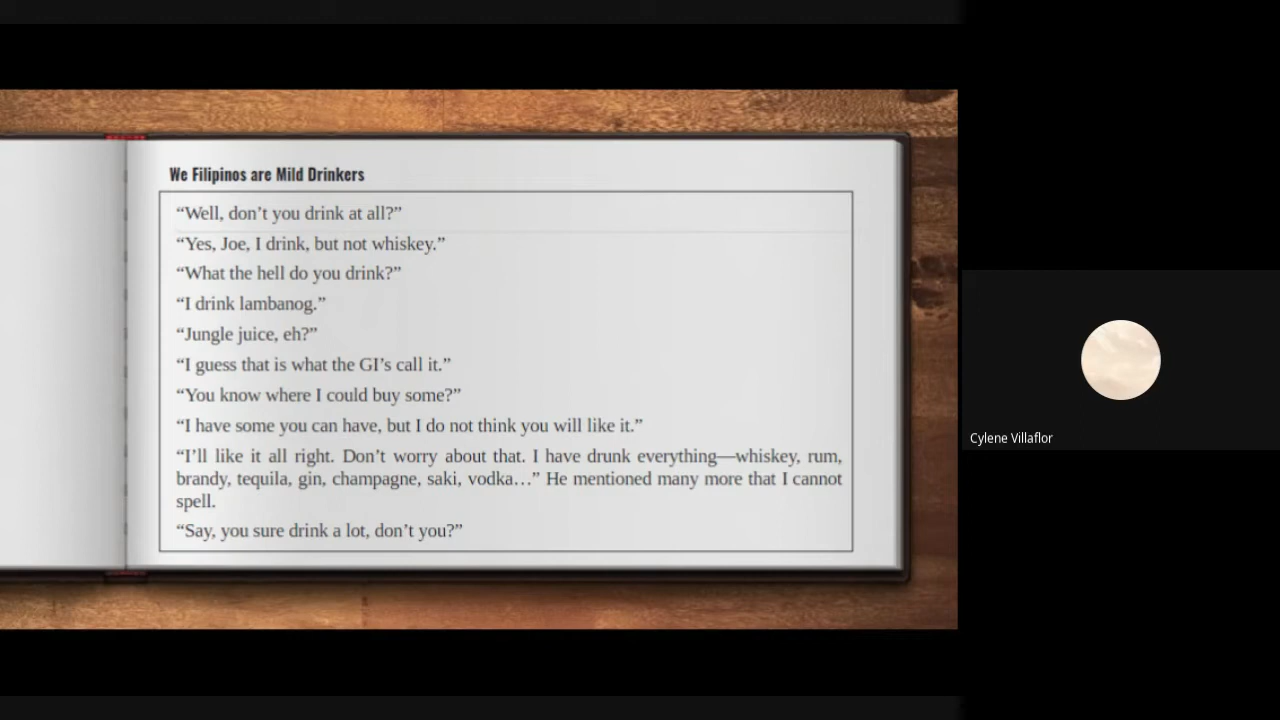 We Filipinos are Mild Drinkers
“Well, don’t you drink at all?”
“Yes, Joe, I drink, but not whiskey.”
“What the hell do you drink?”
“I drink lambanog.”
“Jungle juice, eh?”
“I guess that is what the GI’s call it.”
“You know where I could buy some?”
“I have some you can have, but I do not think you will like it.”
“I’ll like it all right. Don’t worry about that. I have drunk everything—whiskey, rum,
brandy, tequila, gin, champagne, saki, vodka…” He mentioned many more that I cannot
spell.
“Say, you sure drink a lot, don’t you?”
Cylene Villaflor